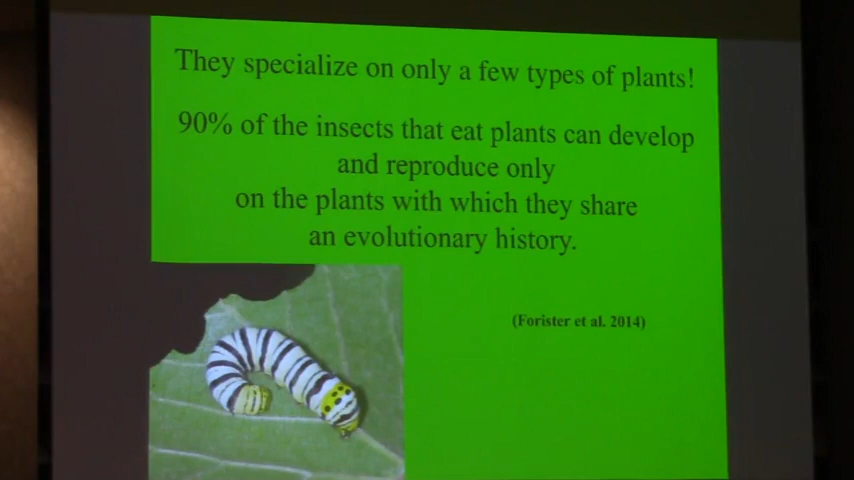 They specialize on only a few types of plants!
90% of the insects that eat plants can develop
and reproduce only
on the plants with which they share
an evolutionary history.
(Forister et al. 2014)